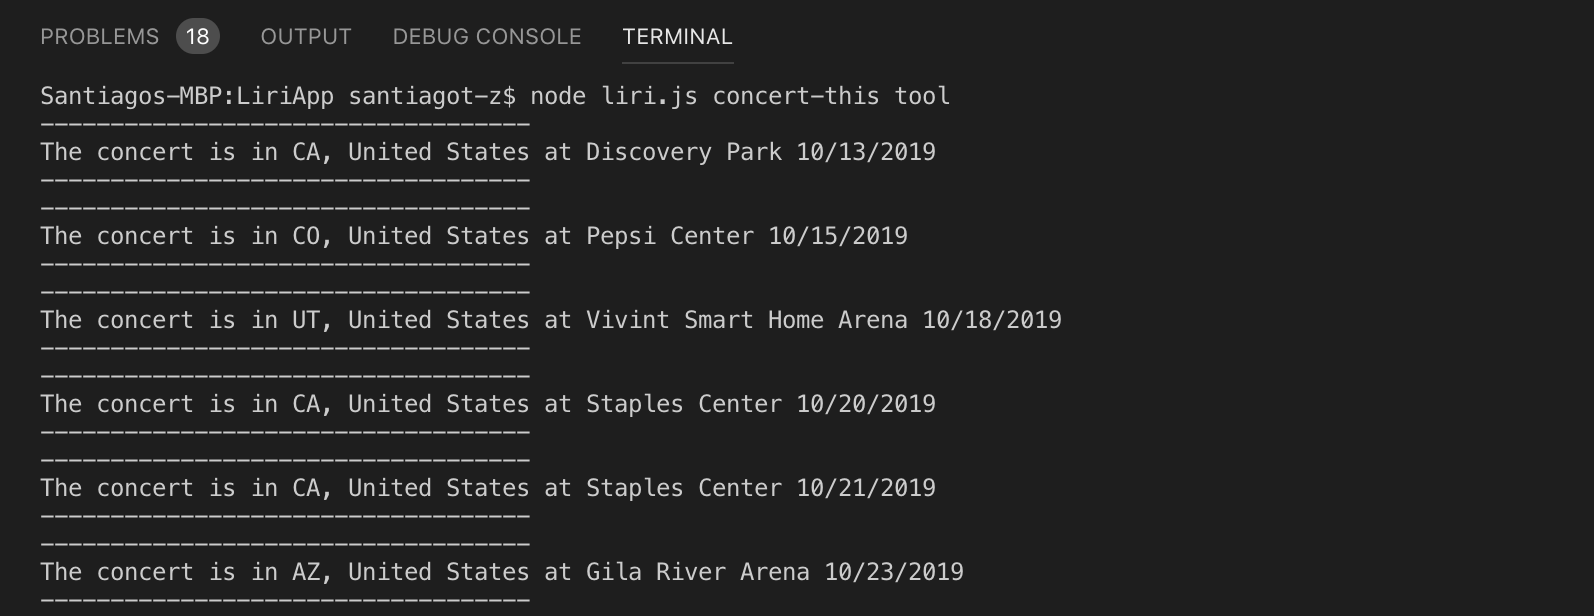 PROBLEMS 18 OUTPUT DEBUG CONSOLE TERMINAL
Santiagos-MBP:LiriApp santiagot-z$ node liri.js concert-this tool
-----------------------------------
The concert is in CA, United States at Discovery Park 10/13/2019
-----------------------------------
-----------------------------------
The concert is in CO, United States at Pepsi Center 10/15/2019
-----------------------------------
-----------------------------------
The concert is in UT, United States at Vivint Smart Home Arena 10/18/2019
-----------------------------------
-----------------------------------
The concert is in CA, United States at Staples Center 10/20/2019
-----------------------------------
-----------------------------------
The concert is in CA, United States at Staples Center 10/21/2019
-----------------------------------
-----------------------------------
The concert is in AZ, United States at Gila River Arena 10/23/2019
-----------------------------------